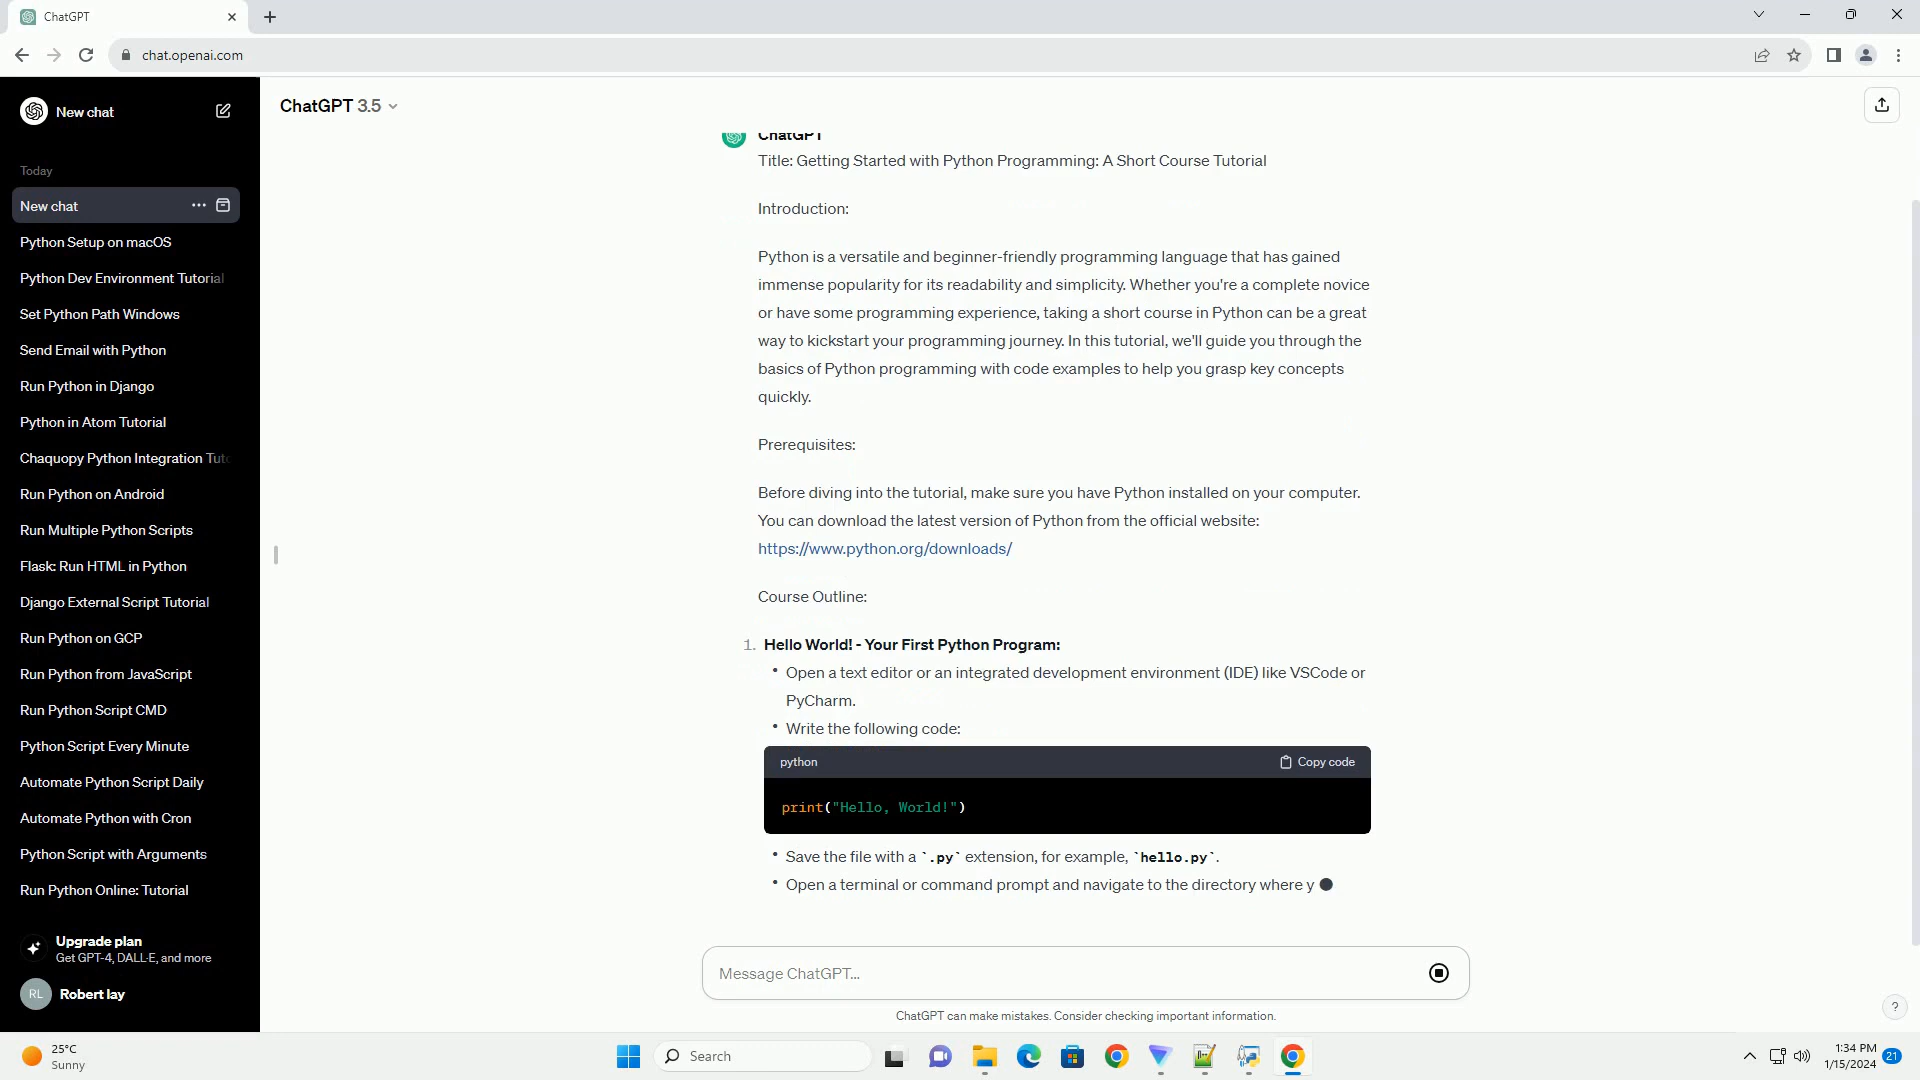 ChatGPT
chat.openai.com
New chat
ChatGPT 3.5
Today
New chat
Python Setup on macOS
Python Dev Environment Tutorial
Set Python Path Windows
Send Email with Python
Run Python in Django
Python in Atom Tutorial
Chaquopy Python Integration Tut
Run Python on Android
Run Multiple Python Scripts
Flask: Run HTML in Python
Django External Script Tutorial
Run Python on GCP
Run Python from JavaScript
Run Python Script CMD
Python Script Every Minute
Automate Python Script Daily
Automate Python with Cron
Python Script with Arguments
Run Python Online: Tutorial
Upgrade plan
Get GPT-4, DALL·E, and more
RL Robert lay
ChatGPT
Title: Getting Started with Python Programming: A Short Course Tutorial
Introduction:
Python is a versatile and beginner-friendly programming language that has gained
immense popularity for its readability and simplicity. Whether you're a complete novice
or have some programming experience, taking a short course in Python can be a great
way to kickstart your programming journey. In this tutorial, we'll guide you through the
basics of Python programming with code examples to help you grasp key concepts
quickly.
Prerequisites:
Before diving into the tutorial, make sure you have Python installed on your computer.
You can download the latest version of Python from the official website:
https://www.python.org/downloads/
Course Outline:
1. Hello World! - Your First Python Program:
• Open a text editor or an integrated development environment (IDE) like VSCode or
PyCharm.
• Write the following code:
python Copy code
print("Hello, World!")
• Save the file with a `.py` extension, for example, `hello.py`.
• Open a terminal or command prompt and navigate to the directory where y
Message ChatGPT...
ChatGPT can make mistakes. Consider checking important information.
?
25°C
Sunny
Search
1:34 PM
1/15/2024
21